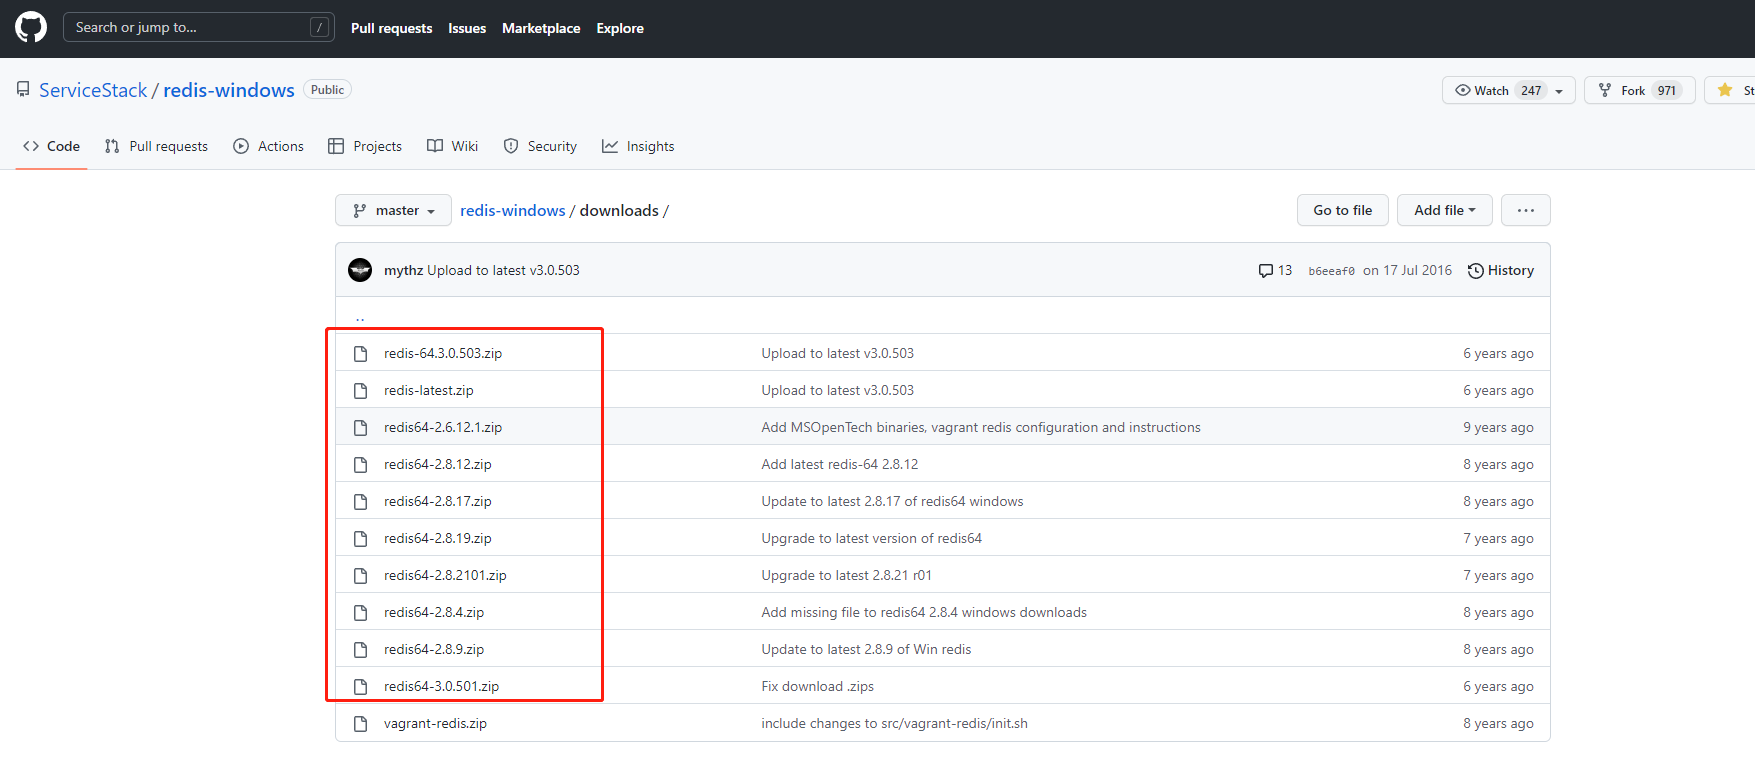 Search or jump to... / Pull requests Issues Marketplace Explore
ServiceStack / redis-windows Public Watch 247 Fork 971 St
Code Pull requests Actions Projects Wiki Security Insights
master redis-windows / downloads / Go to file Add file ...
mythz Upload to latest v3.0.503 13 b6eeaf0 on 17 Jul 2016 History
..
redis-64.3.0.503.zip Upload to latest v3.0.503 6 years ago
redis-latest.zip Upload to latest v3.0.503 6 years ago
redis64-2.6.12.1.zip Add MSOpenTech binaries, vagrant redis configuration and instructions 9 years ago
redis64-2.8.12.zip Add latest redis-64 2.8.12 8 years ago
redis64-2.8.17.zip Update to latest 2.8.17 of redis64 windows 8 years ago
redis64-2.8.19.zip Upgrade to latest version of redis64 7 years ago
redis64-2.8.2101.zip Upgrade to latest 2.8.21 r01 7 years ago
redis64-2.8.4.zip Add missing file to redis64 2.8.4 windows downloads 8 years ago
redis64-2.8.9.zip Update to latest 2.8.9 of Win redis 8 years ago
redis64-3.0.501.zip Fix download .zips 6 years ago
vagrant-redis.zip include changes to src/vagrant-redis/init.sh 8 years ago